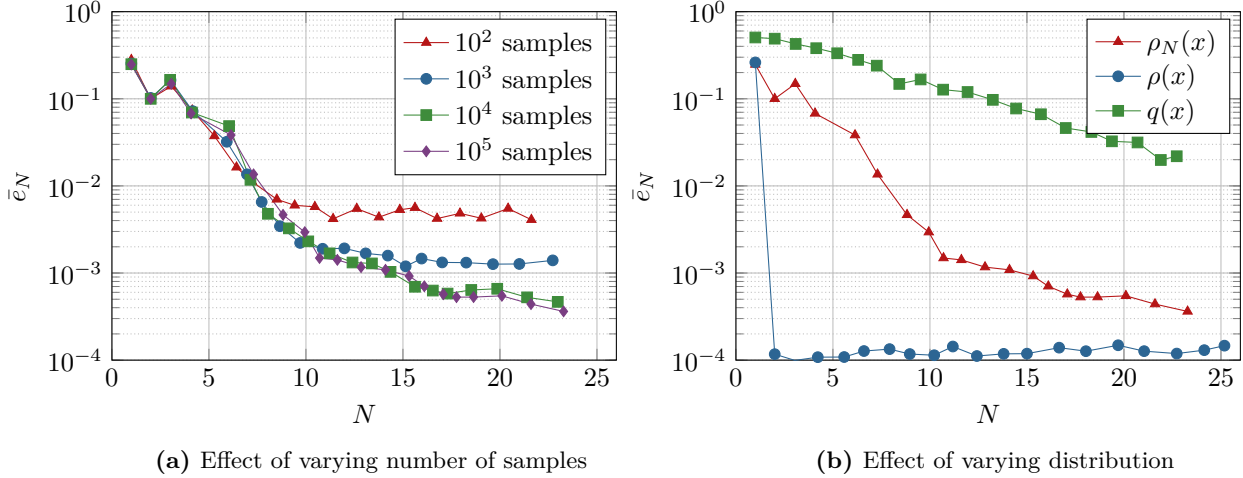 10^0
10^−1
10^−2
10^−3
10^−4
ē_N
0
5
10
15
20
25
N
10^2 samples
10^3 samples
10^4 samples
10^5 samples
(a) Effect of varying number of samples
10^0
10^−1
10^−2
10^−3
10^−4
ē_N
0
5
10
15
20
25
N
ρ_N(x)
ρ(x)
q(x)
(b) Effect of varying distribution